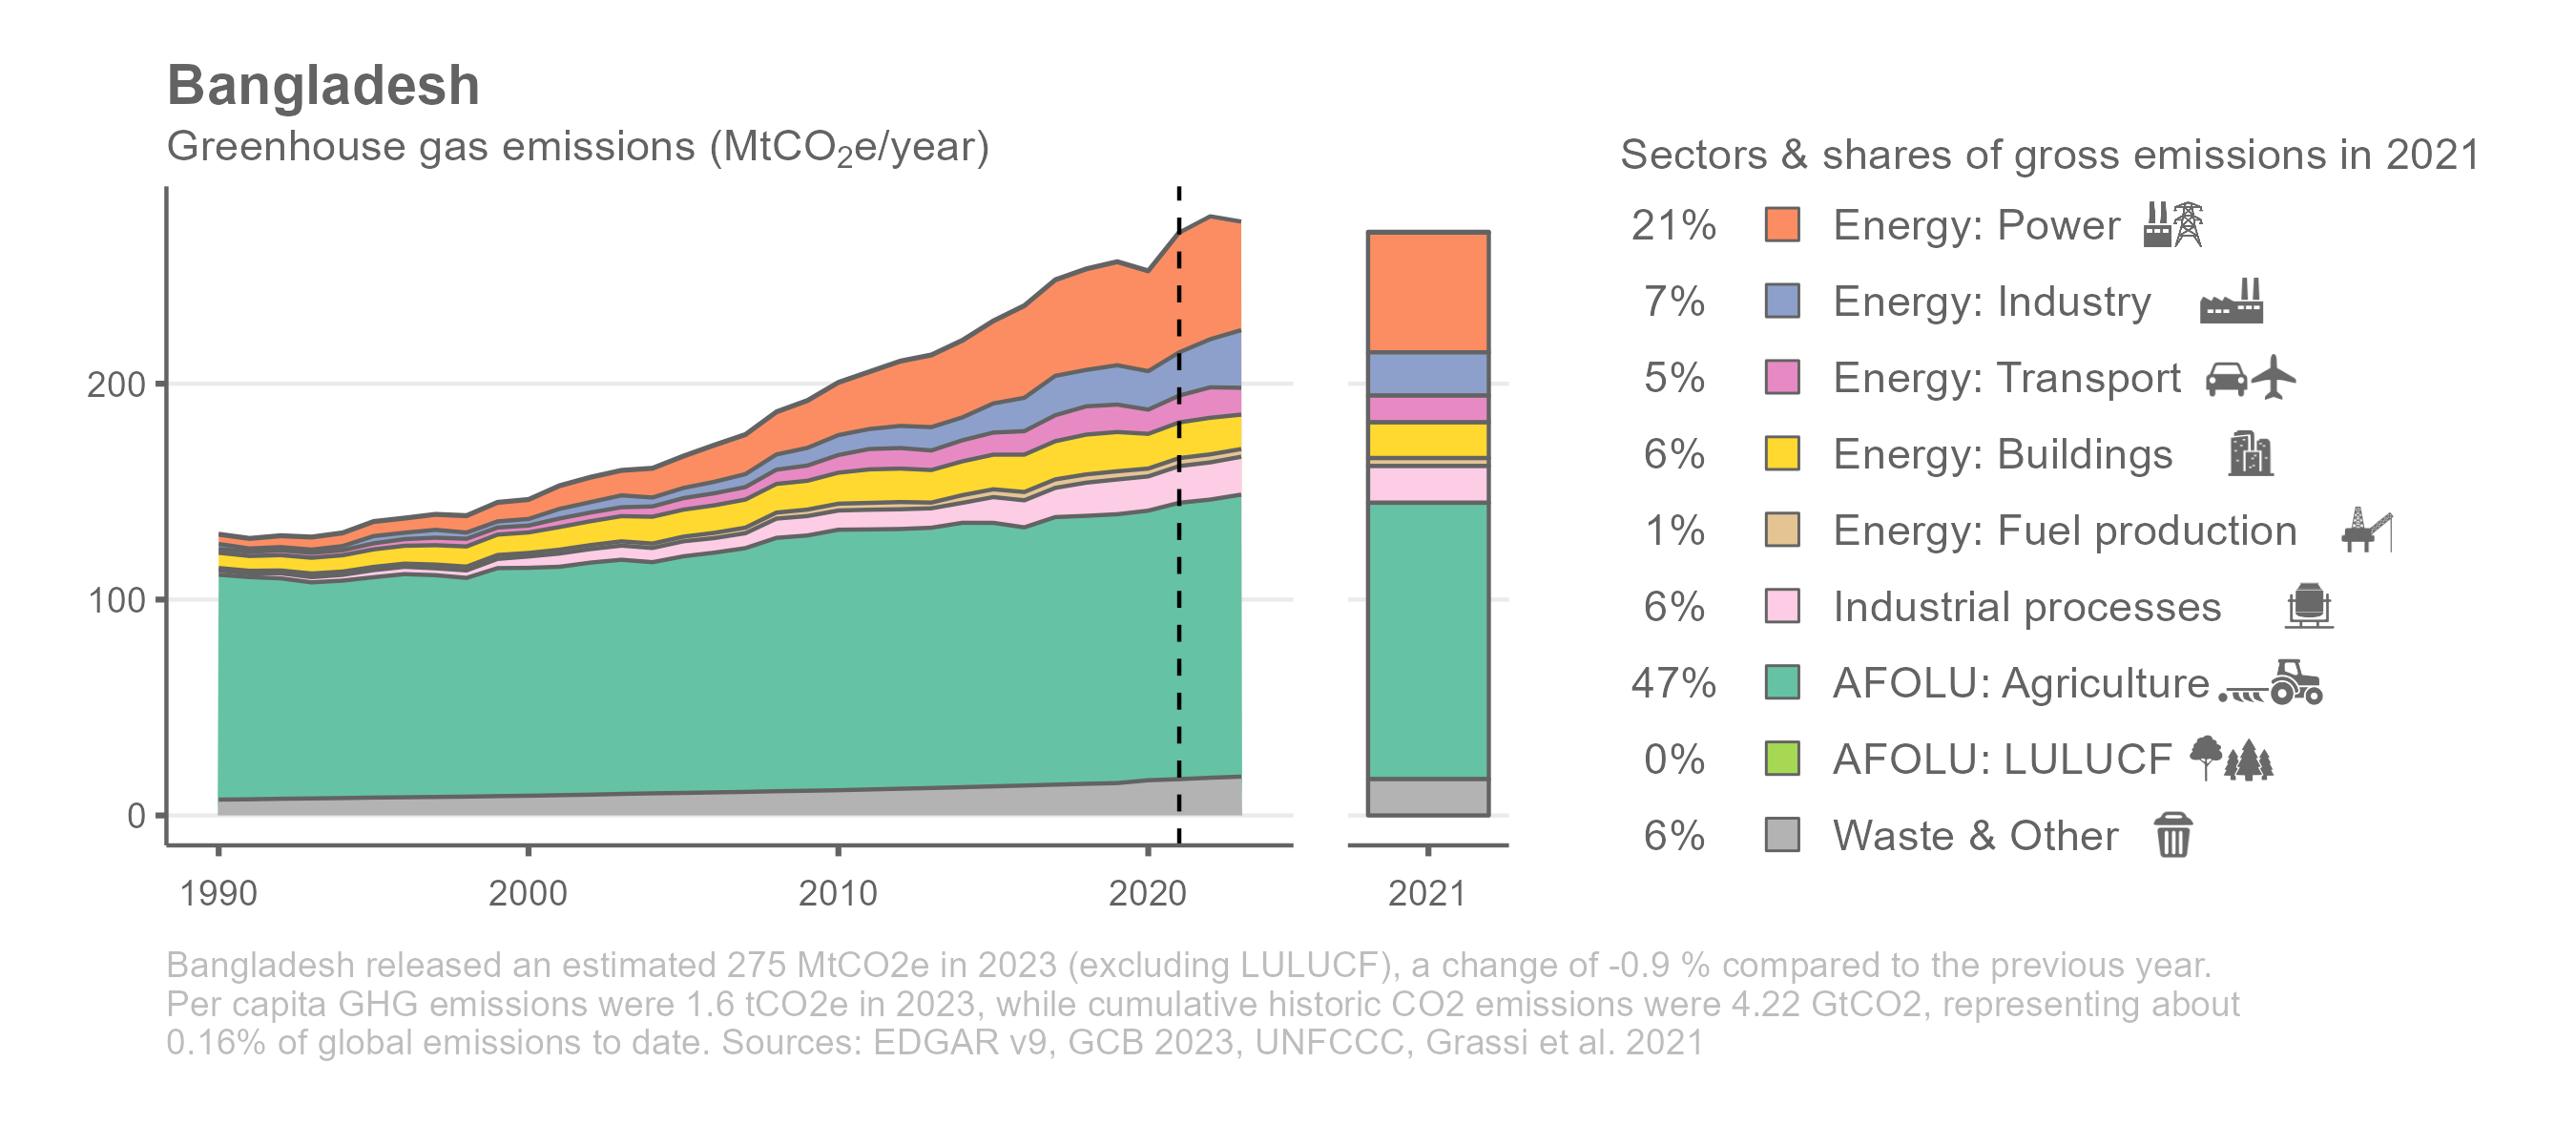 Bangladesh
Greenhouse gas emissions (MtCO₂e/year)
200
100
0
1990 2000 2010 2020 2021
Sectors & shares of gross emissions in 2021
21% Energy: Power
7% Energy: Industry
5% Energy: Transport
6% Energy: Buildings
1% Energy: Fuel production
6% Industrial processes
47% AFOLU: Agriculture
0% AFOLU: LULUCF
6% Waste & Other
Bangladesh released an estimated 275 MtCO2e in 2023 (excluding LULUCF), a change of -0.9 % compared to the previous year.
Per capita GHG emissions were 1.6 tCO2e in 2023, while cumulative historic CO2 emissions were 4.22 GtCO2, representing about
0.16% of global emissions to date. Sources: EDGAR v9, GCB 2023, UNFCCC, Grassi et al. 2021